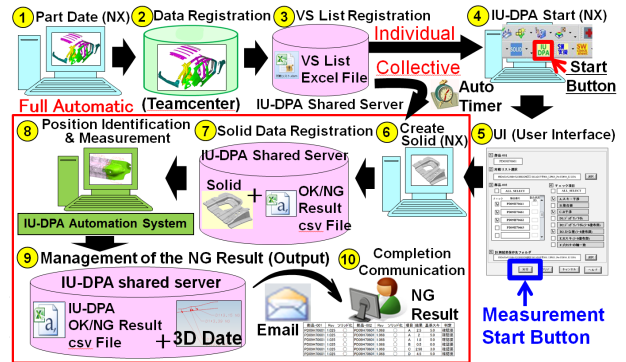 1 Part Date (NX)
2 Data Registration
(Teamcenter)
3 VS List Registration
VS List
Excel File
IU-DPA Shared Server
Individual
Collective
Auto
Timer
4 IU-DPA Start (NX)
SOLID
IU
DPA
SW
Start
Button
Full Automatic
5 UI (User Interface)
Measurement
Start Button
6 Create
Solid (NX)
7 Solid Data Registration
IU-DPA Shared Server
Solid
+
OK/NG
Result
csv File
8 Position Identification
& Measurement
IU-DPA Automation System
9 Management of the NG Result (Output)
IU-DPA shared server
IU-DPA
OK/NG Result
csv File
+
3D Date
Email
10 Completion
Communication
NG
Result